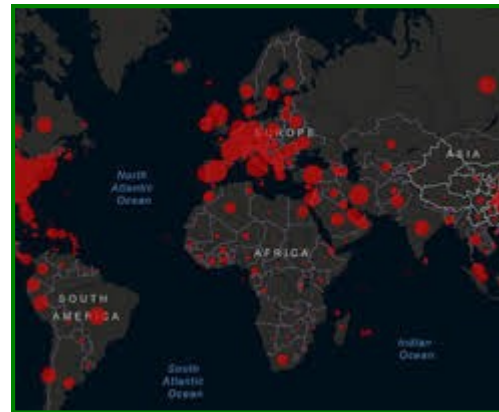 EUROPE
ASIA
North
Atlantic
Ocean
AFRICA
SOUTH
AMERICA
Indian
Ocean
South
Atlantic
Ocean